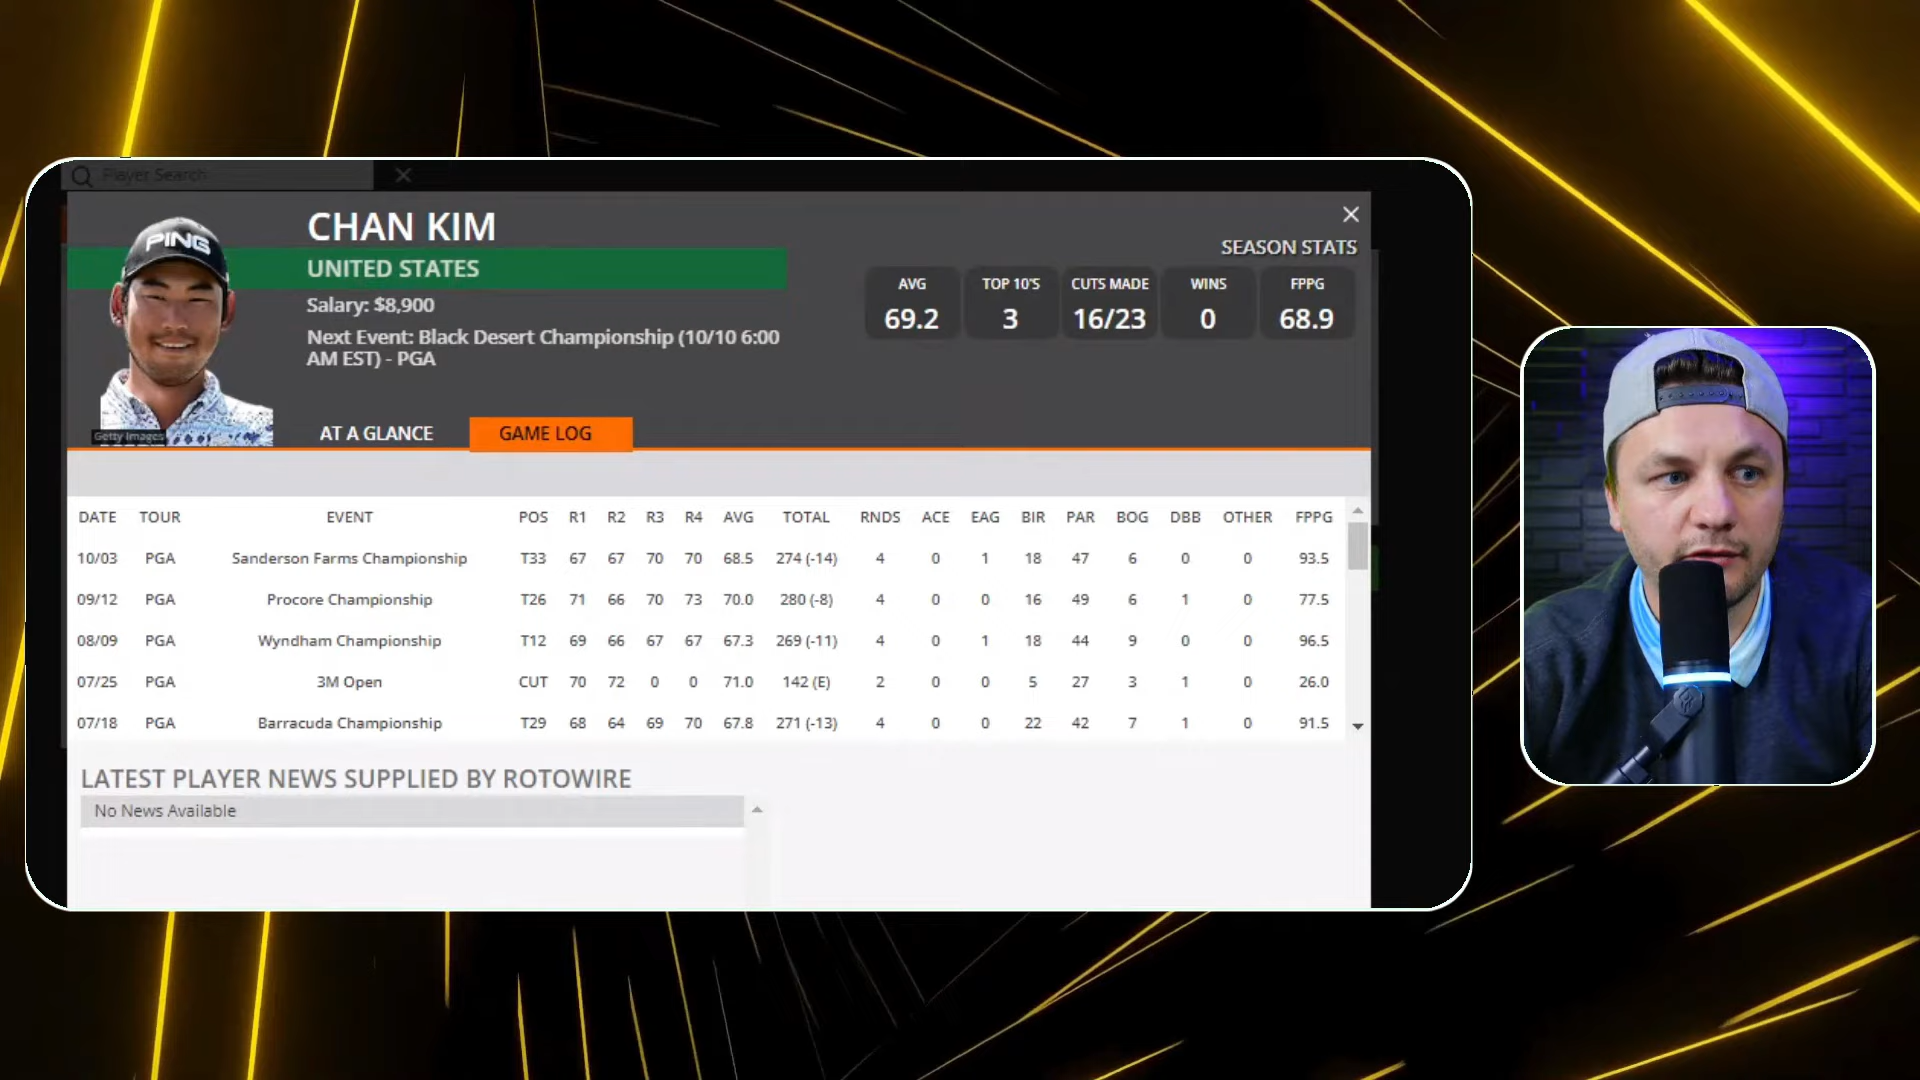 Player Search
CHAN KIM
UNITED STATES
Salary: $8,900
Next Event: Black Desert Championship (10/10 6:00
AM EST) - PGA
PING
Getty Images
SEASON STATS
AVG TOP 10'S CUTS MADE WINS FPPG
69.2 3 16/23 0 68.9
AT A GLANCE GAME LOG
DATE TOUR EVENT POS R1 R2 R3 R4 AVG TOTAL RNDS ACE EAG BIR PAR BOG DBB OTHER FPPG
10/03 PGA Sanderson Farms Championship T33 67 67 70 70 68.5 274 (-14) 4 0 1 18 47 6 0 0 93.5
09/12 PGA Procore Championship T26 71 66 70 73 70.0 280 (-8) 4 0 0 16 49 6 1 0 77.5
08/09 PGA Wyndham Championship T12 69 66 67 67 67.3 269 (-11) 4 0 1 18 44 9 0 0 96.5
07/25 PGA 3M Open CUT 70 72 0 0 71.0 142 (E) 2 0 0 5 27 3 1 0 26.0
07/18 PGA Barracuda Championship T29 68 64 69 70 67.8 271 (-13) 4 0 0 22 42 7 1 0 91.5
LATEST PLAYER NEWS SUPPLIED BY ROTOWIRE
No News Available